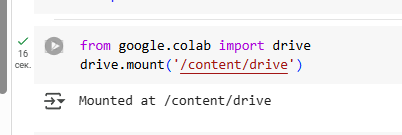 from google.colab import drive
16
сек.
drive.mount('/content/drive')
Mounted at /content/drive